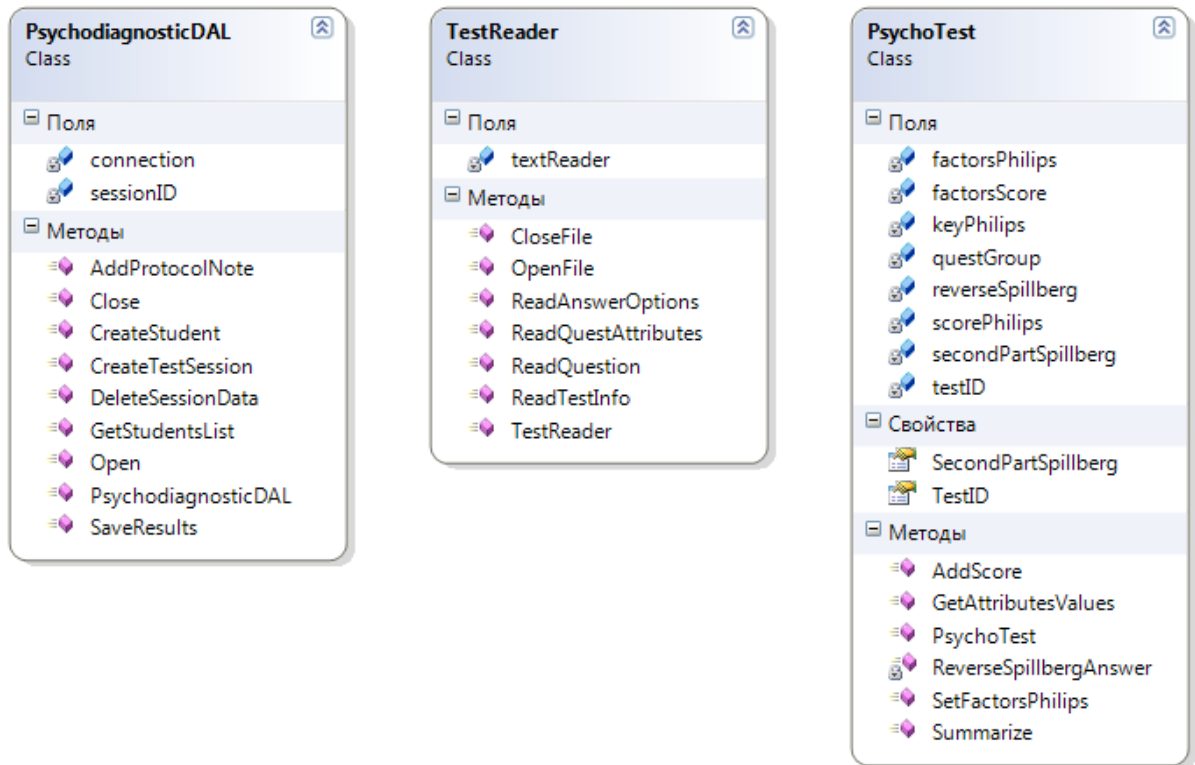 PsychodiagnosticDAL
Class
Поля
connection
sessionID
Методы
AddProtocolNote
Close
CreateStudent
CreateTestSession
DeleteSessionData
GetStudentsList
Open
PsychodiagnosticDAL
SaveResults
TestReader
Class
Поля
textReader
Методы
CloseFile
OpenFile
ReadAnswerOptions
ReadQuestAttributes
ReadQuestion
ReadTestInfo
TestReader
PsychoTest
Class
Поля
factorsPhilips
factorsScore
keyPhilips
questGroup
reverseSpillberg
scorePhilips
secondPartSpillberg
testID
Свойства
SecondPartSpillberg
TestID
Методы
AddScore
GetAttributesValues
PsychoTest
ReverseSpillbergAnswer
SetFactorsPhilips
Summarize